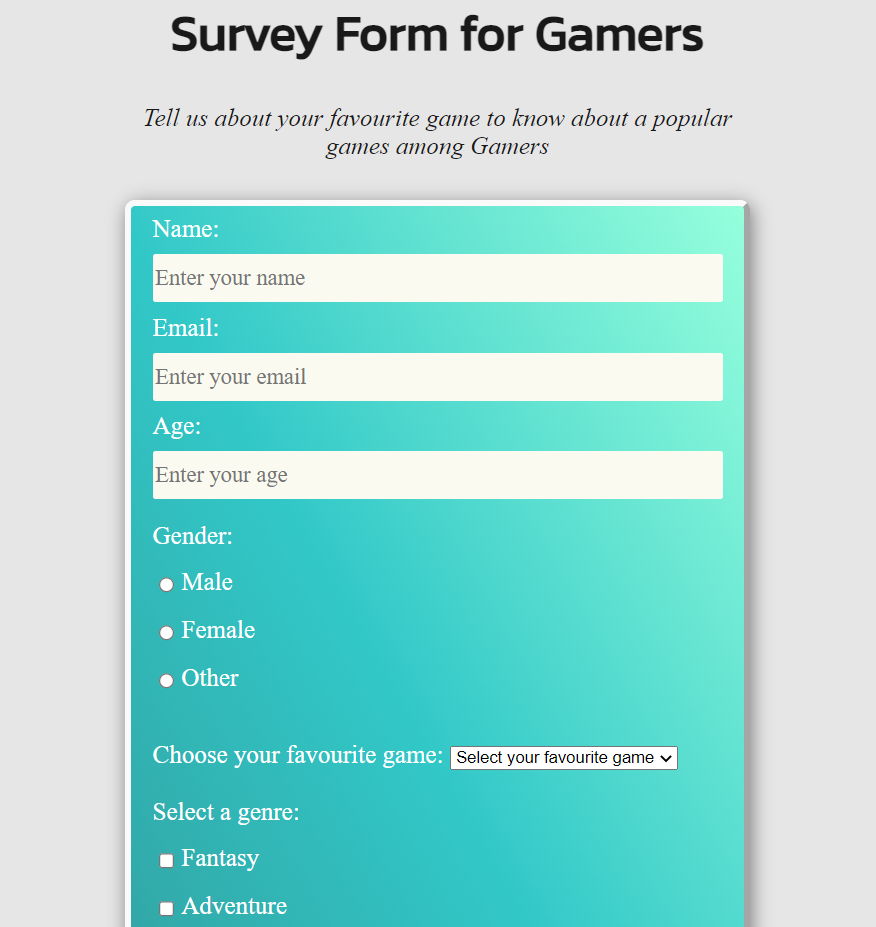 Survey Form for Gamers
Tell us about your favourite game to know about a popular
games among Gamers
Name:
Enter your name
Email:
Enter your email
Age:
Enter your age
Gender:
Male
Female
Other
Choose your favourite game: Select your favourite game
Select a genre:
Fantasy
Adventure